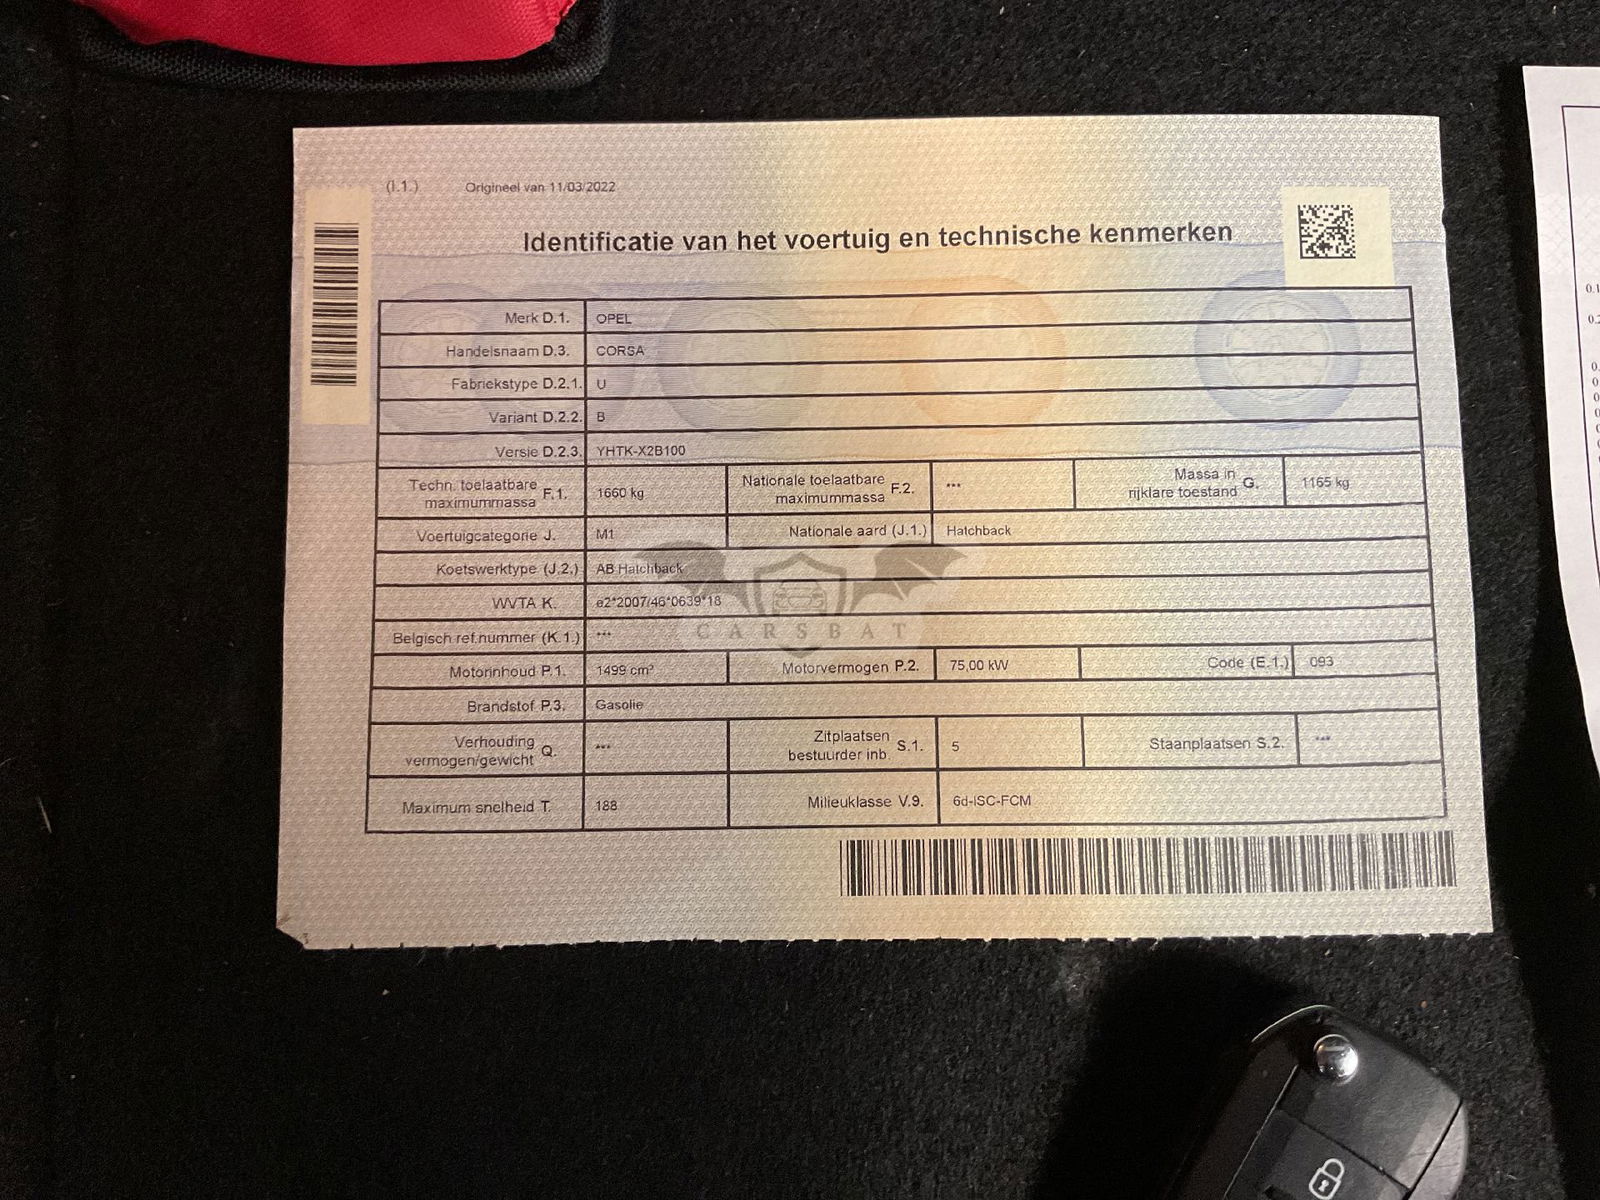 (I.1.) Origineel van 11/03/2022
Identificatie van het voertuig en technische kenmerken
Merk D.1. OPEL
Handelsnaam D.3. CORSA
Fabriekstype D.2.1. U
Variant D.2.2. B
Versie D.2.3. YHTK-X2B100
Techn. toelaatbare maximummassa F.1. 1660 kg Nationale toelaatbare maximummassa F.2. *** Massa in rijklare toestand G. 1165 kg
Voertuigcategorie J. M1 Nationale aard (J.1.) Hatchback
Koetswerktype (J.2.) AB Hatchback
WVTA K. e2*2007/46*0639*18
CARSBAT
Belgisch ref.nummer (K.1.) ***
Motorinhoud P.1. 1499 cm³ Motorvermogen P.2. 75,00 kW Code (E.1.) 093
Brandstof P.3. Gasolie
Verhouding vermogen/gewicht Q. *** Zitplaatsen bestuurder inb. S.1. 5 Staanplaatsen S.2. ***
Maximum snelheid T. 188 Milieuklasse V.9. 6d-ISC-FCM